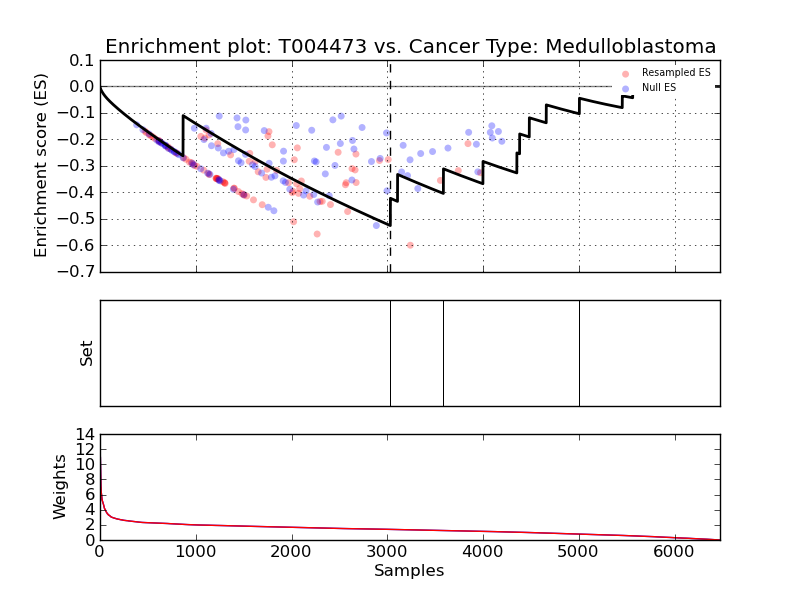 Enrichment plot: T004473 vs. Cancer Type: Medulloblastoma
Enrichment score (ES)
0.1
0.0
−0.1
−0.2
−0.3
−0.4
−0.5
−0.6
−0.7
Resampled ES
Null ES
Set
Weights
14
12
10
8
6
4
2
0
0 1000 2000 3000 4000 5000 6000
Samples